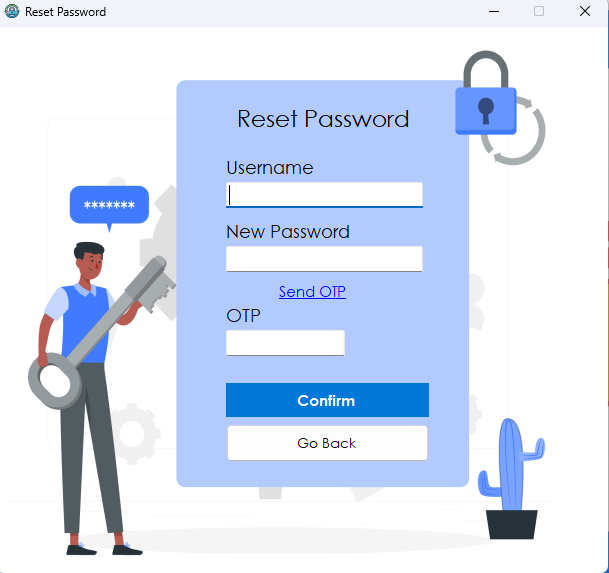 Reset Password
Reset Password
Username
*******
New Password
Send OTP
OTP
Confirm
Go Back